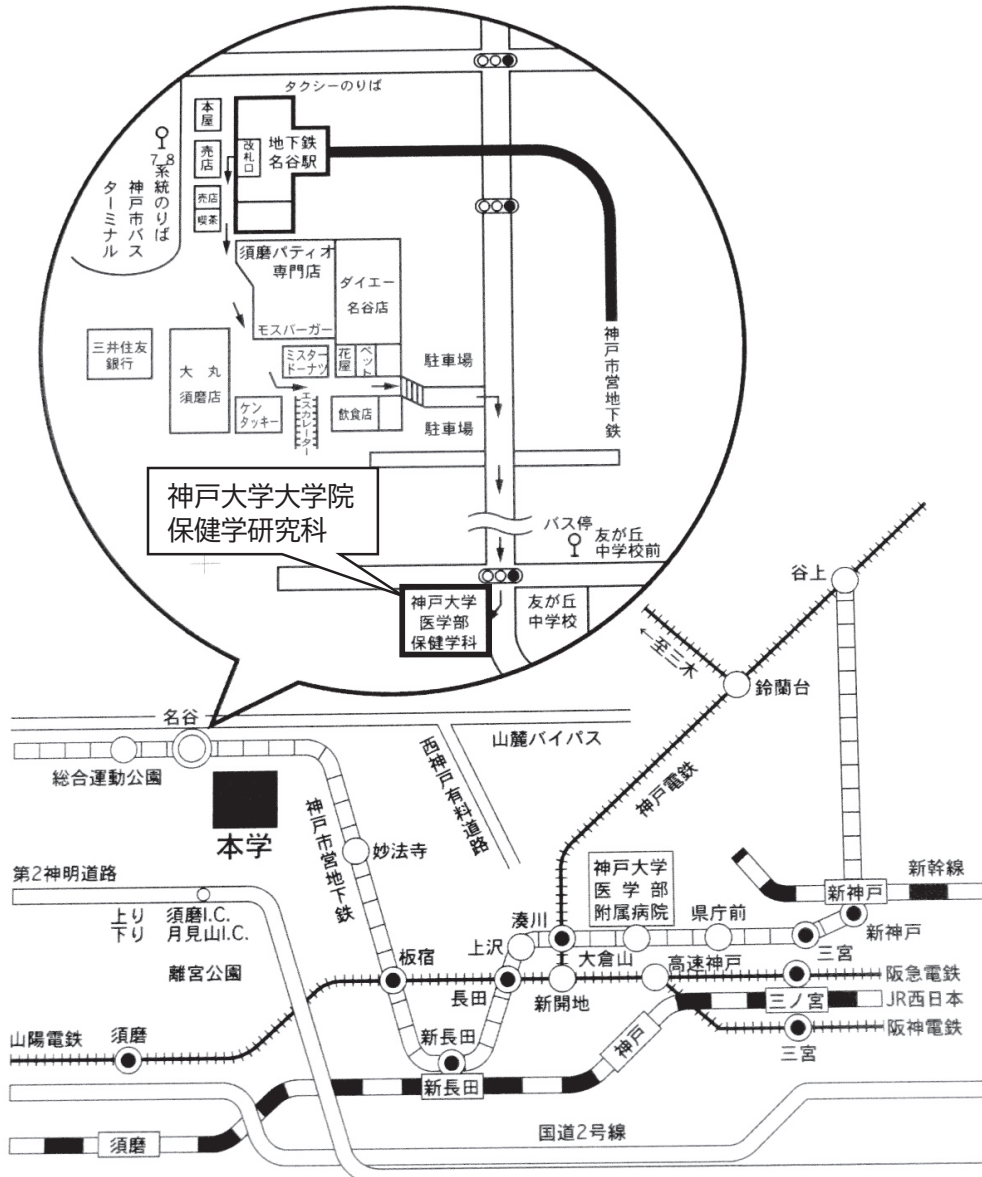 タクシーのりば
本屋
売店
改札口
地下鉄
名谷駅
7, 8
系統のりば
神戸市バス
ターミナル
売店
喫茶
須磨パティオ
専門店
ダイエー
名谷店
モスバーガー
三井住友
銀行
大丸
須磨店
ミスター
ドーナツ
花屋
ペット
駐車場
ケン
タッキー
エスカレーター
飲食店
駐車場
神戸市営地下鉄
神戸大学大学院
保健学研究科
バス停
友が丘
中学校前
神戸大学
医学部
保健学科
友が丘
中学校
谷上
←至三木
鈴蘭台
名谷
山麓バイパス
総合運動公園
西神戸有料道路
神戸電鉄
本学
神戸市営地下鉄
妙法寺
第2神明道路
上り 須磨I.C.
下り 月見山I.C.
離宮公園
神戸大学
医学部
附属病院
新幹線
新神戸
湊川
県庁前
上沢
大倉山
三宮
新神戸
板宿
長田
新開地
高速神戸
阪急電鉄
三ノ宮
JR西日本
山陽電鉄
須磨
新長田
神戸
三宮
阪神電鉄
新長田
須磨
国道2号線